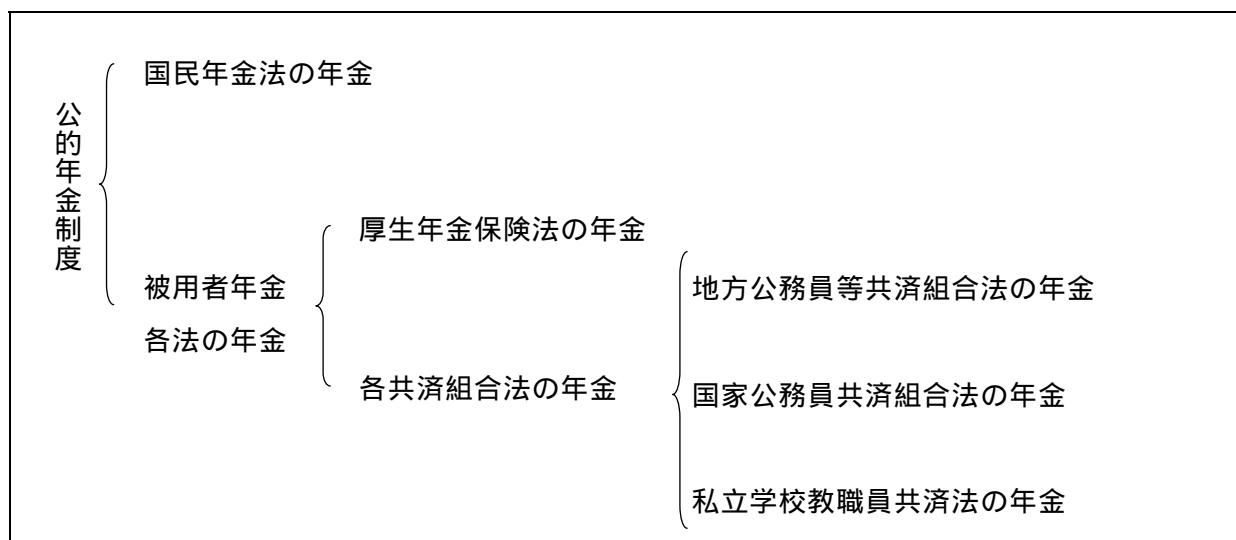 公的年金制度
国民年金法の年金
被用者年金
各法の年金
厚生年金保険法の年金
各共済組合法の年金
地方公務員等共済組合法の年金
国家公務員共済組合法の年金
私立学校教職員共済法の年金